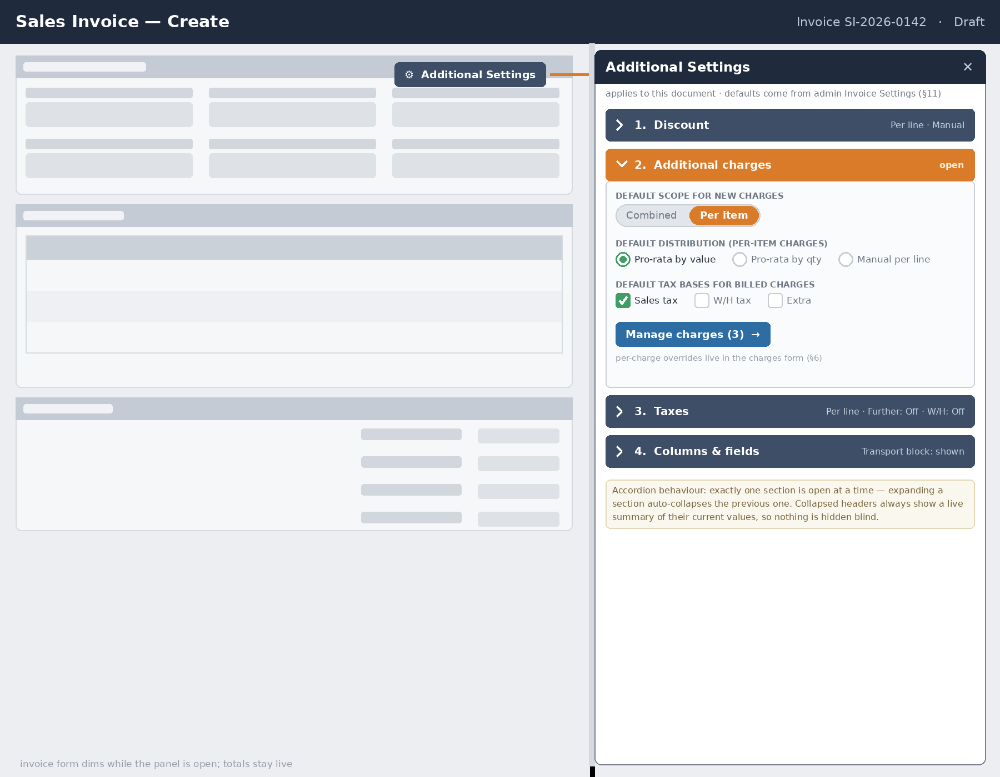 Sales Invoice — Create
Invoice SI-2026-0142 · Draft
⚙ Additional Settings
Additional Settings ✕
applies to this document · defaults come from admin Invoice Settings (§11)
1. Discount Per line · Manual
2. Additional charges open
DEFAULT SCOPE FOR NEW CHARGES
Combined Per item
DEFAULT DISTRIBUTION (PER-ITEM CHARGES)
Pro-rata by value Pro-rata by qty Manual per line
DEFAULT TAX BASES FOR BILLED CHARGES
Sales tax W/H tax Extra
Manage charges (3) →
per-charge overrides live in the charges form (§6)
3. Taxes Per line · Further: Off · W/H: Off
4. Columns & fields Transport block: shown
Accordion behaviour: exactly one section is open at a time — expanding a
section auto-collapses the previous one. Collapsed headers always show a live
summary of their current values, so nothing is hidden blind.
invoice form dims while the panel is open; totals stay live